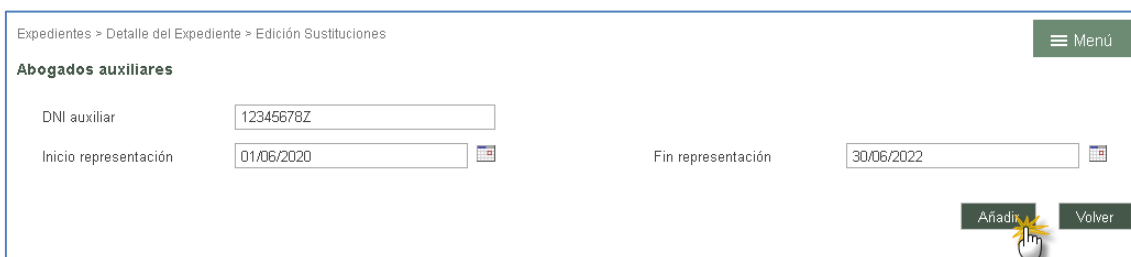 Expedientes > Detalle del Expediente > Edición Sustituciones
Menú
Abogados auxiliares
DNI auxiliar 12345678Z
Inicio representación 01/06/2020 Fin representación 30/06/2022
Añadir Volver